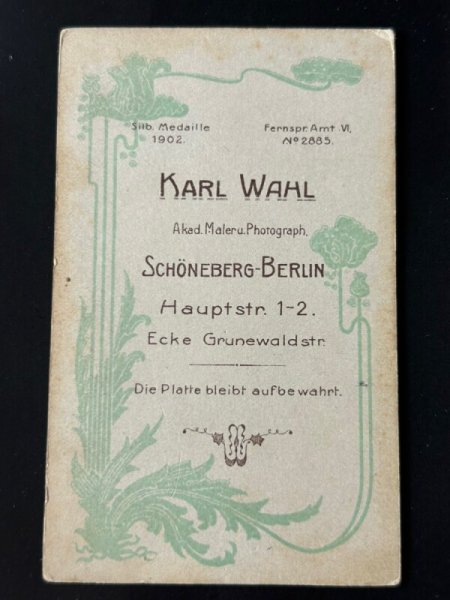 Silb. Medaille
1902.
Fernspr. Amt VI,
No 2885.
KARL WAHL
Akad. Maler u. Photograph,
SCHÖNEBERG-BERLIN
Hauptstr. 1-2.
Ecke Grunewaldstr.
Die Platte bleibt aufbewahrt.